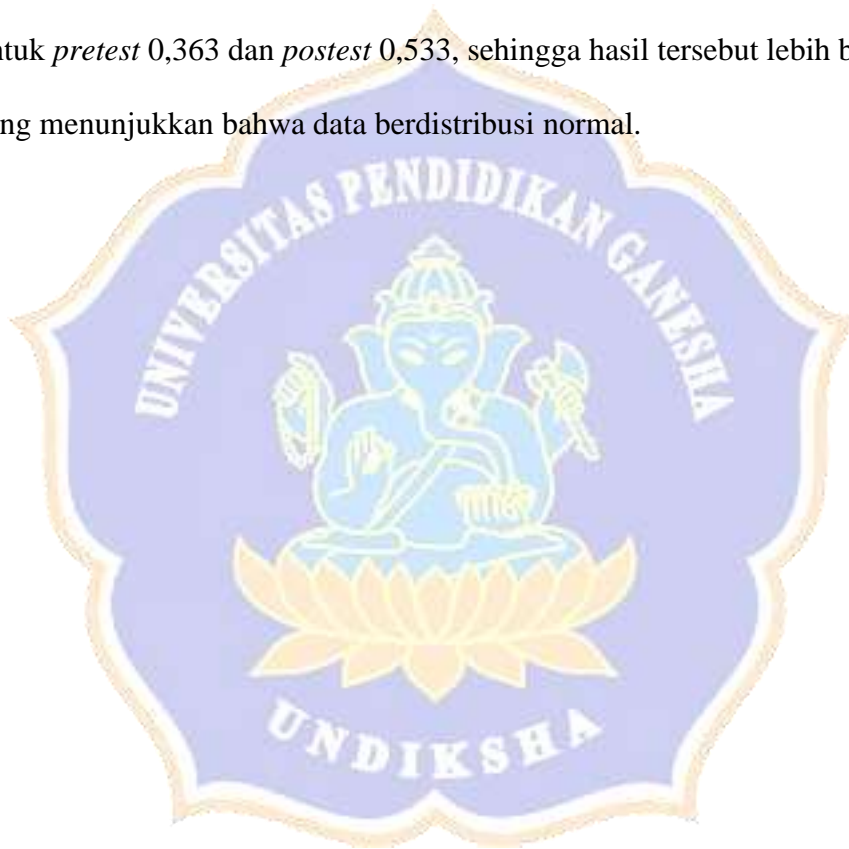 ntuk pretest 0,363 dan postest 0,533, sehingga hasil tersebut lebih b
ng menunjukkan bahwa data berdistribusi normal.
UNIVERSITAS PENDIDIKAN GANESHA
UNDIKSHA